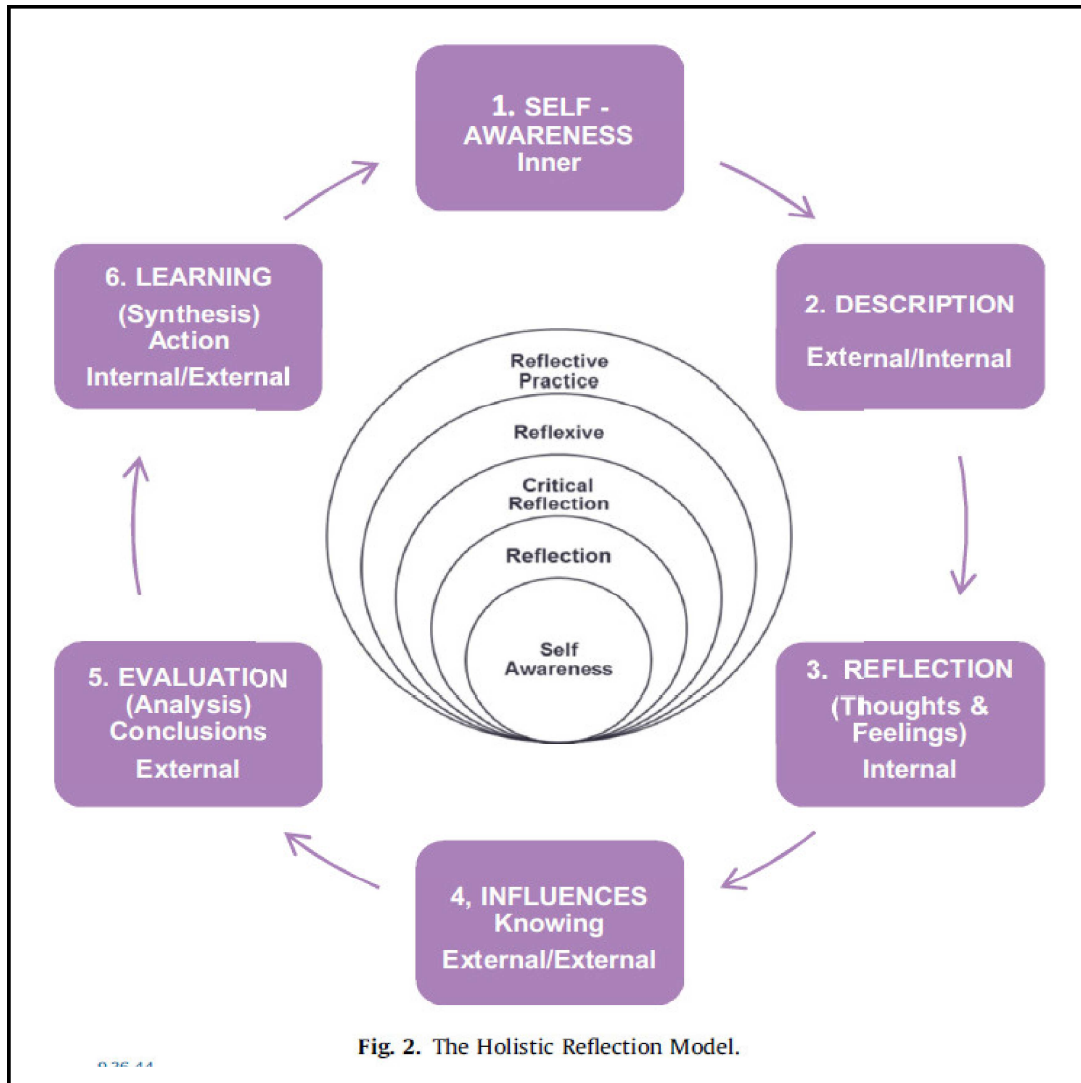 1. SELF -
AWARENESS
Inner
2. DESCRIPTION
External/Internal
3. REFLECTION
(Thoughts &
Feelings)
Internal
4, INFLUENCES
Knowing
External/External
5. EVALUATION
(Analysis)
Conclusions
External
6. LEARNING
(Synthesis)
Action
Internal/External
Reflective
Practice
Reflexive
Critical
Reflection
Reflection
Self
Awareness
Fig. 2. The Holistic Reflection Model.